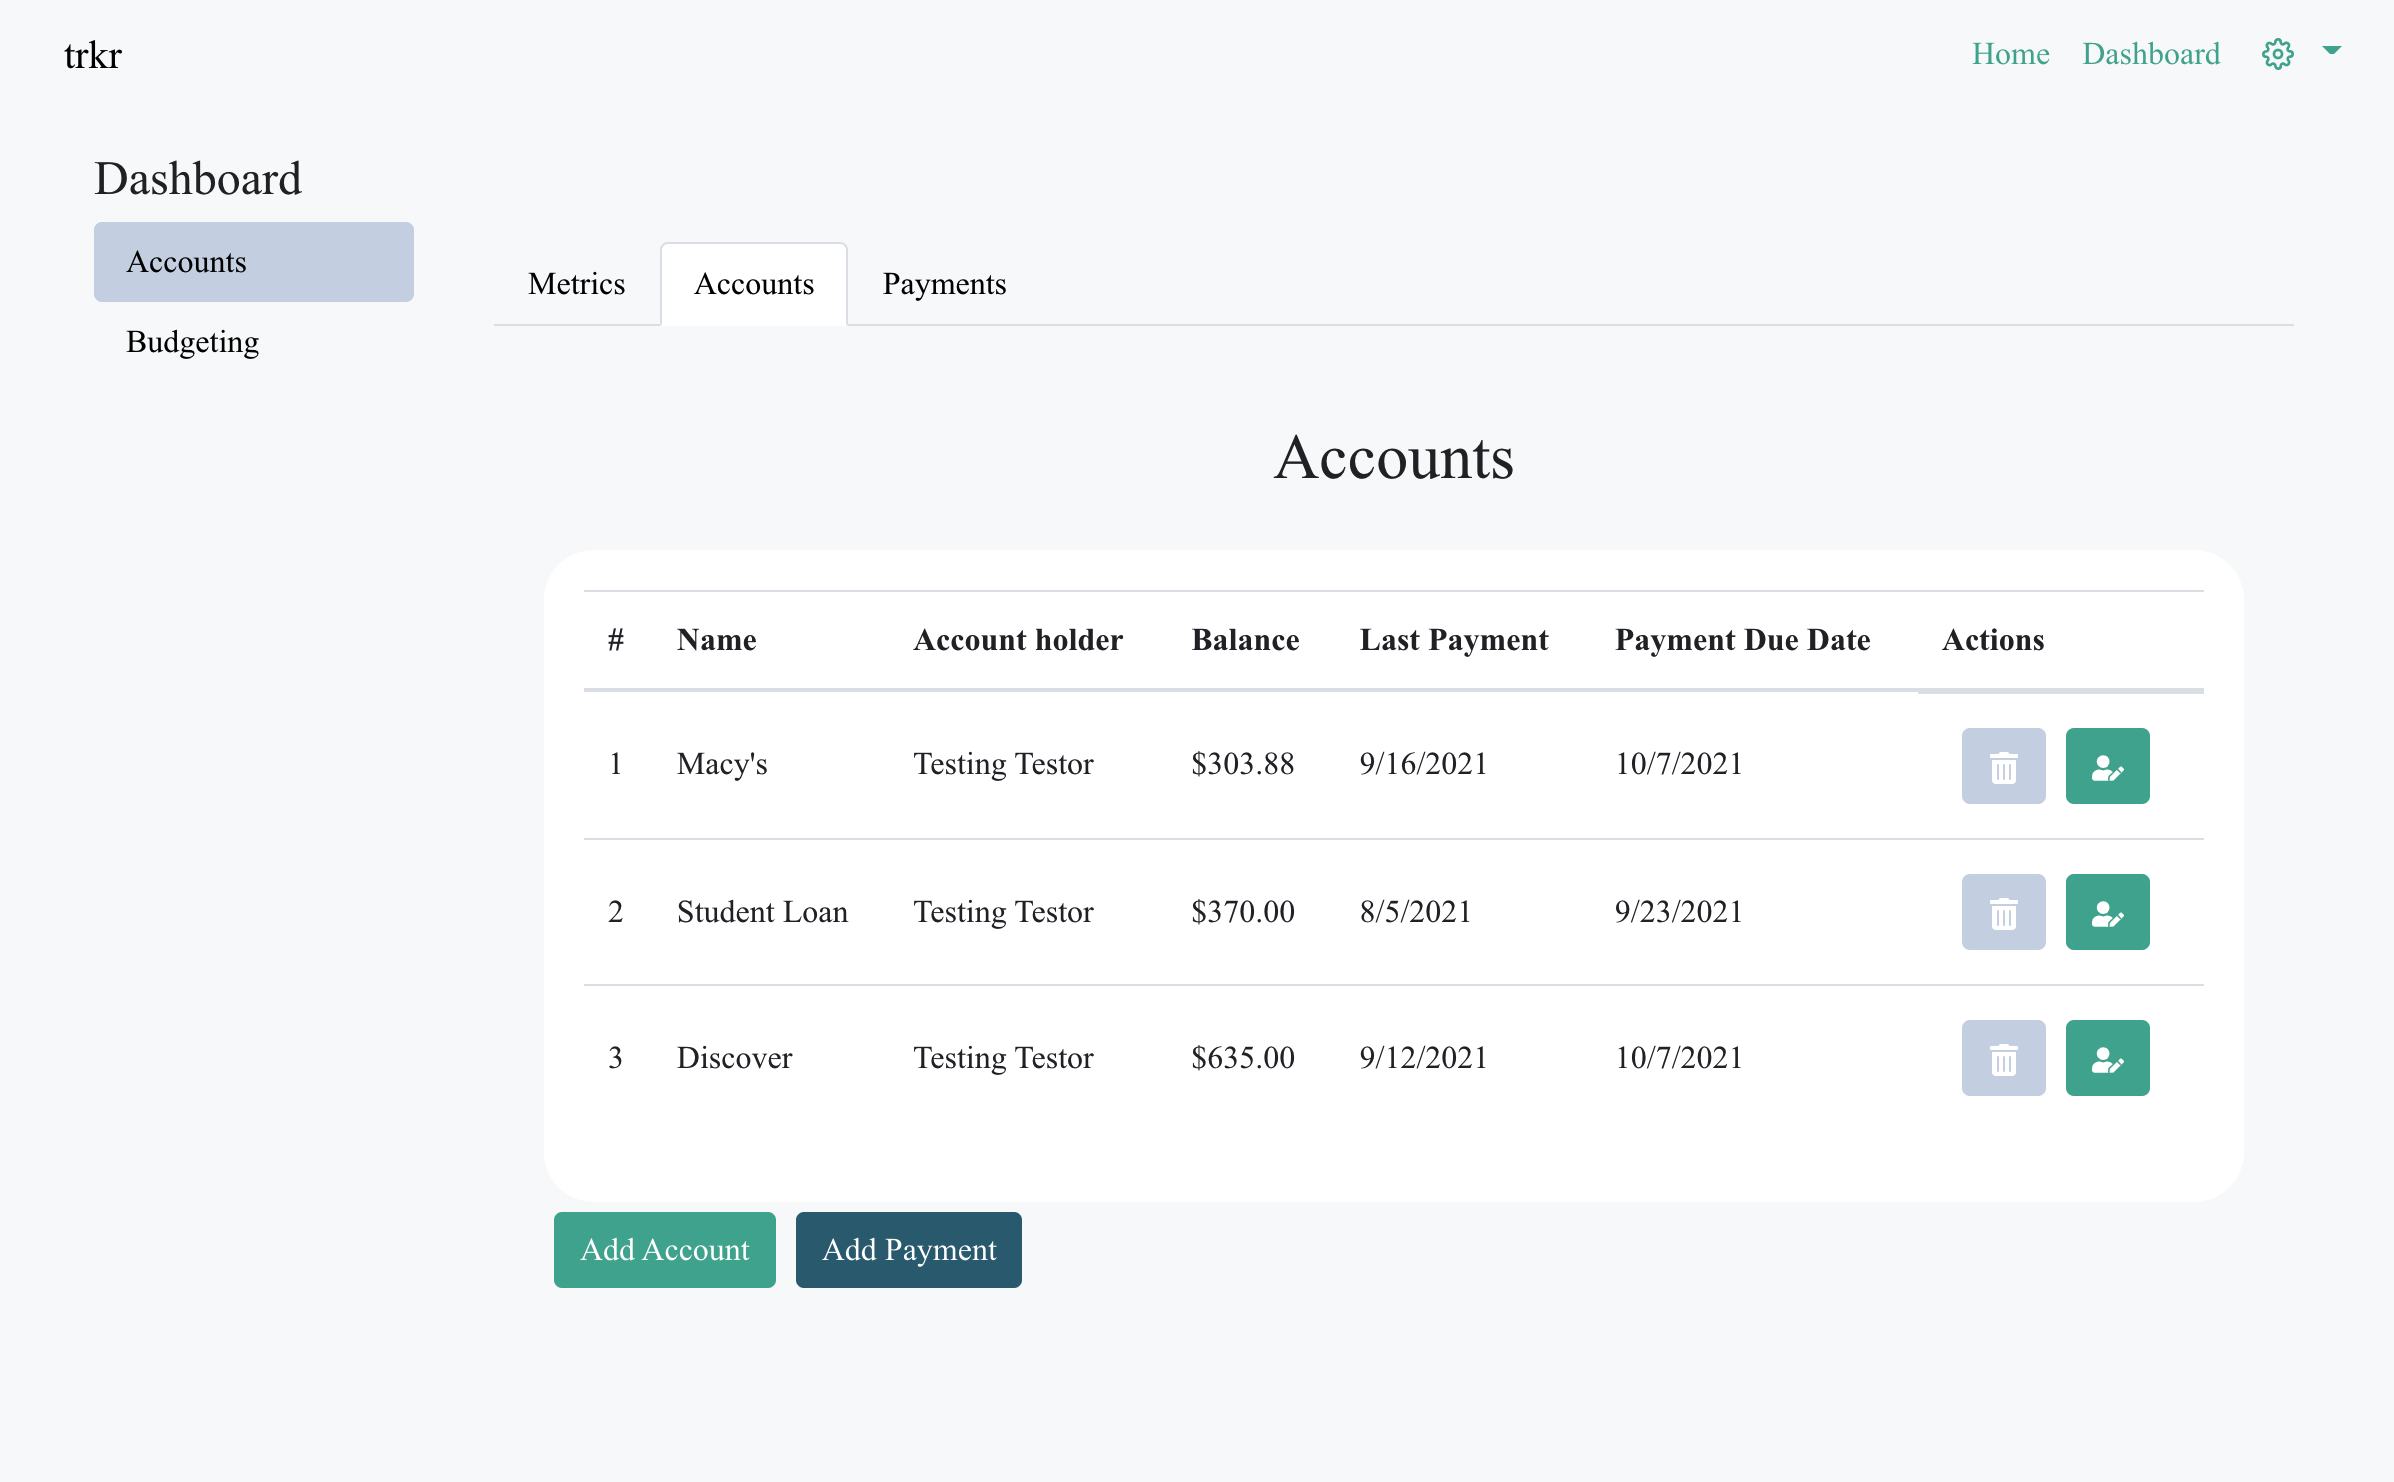 trkr
Home Dashboard
Dashboard
Accounts
Budgeting
Metrics Accounts Payments
Accounts
# Name Account holder Balance Last Payment Payment Due Date Actions
1 Macy's Testing Testor $303.88 9/16/2021 10/7/2021
2 Student Loan Testing Testor $370.00 8/5/2021 9/23/2021
3 Discover Testing Testor $635.00 9/12/2021 10/7/2021
Add Account Add Payment